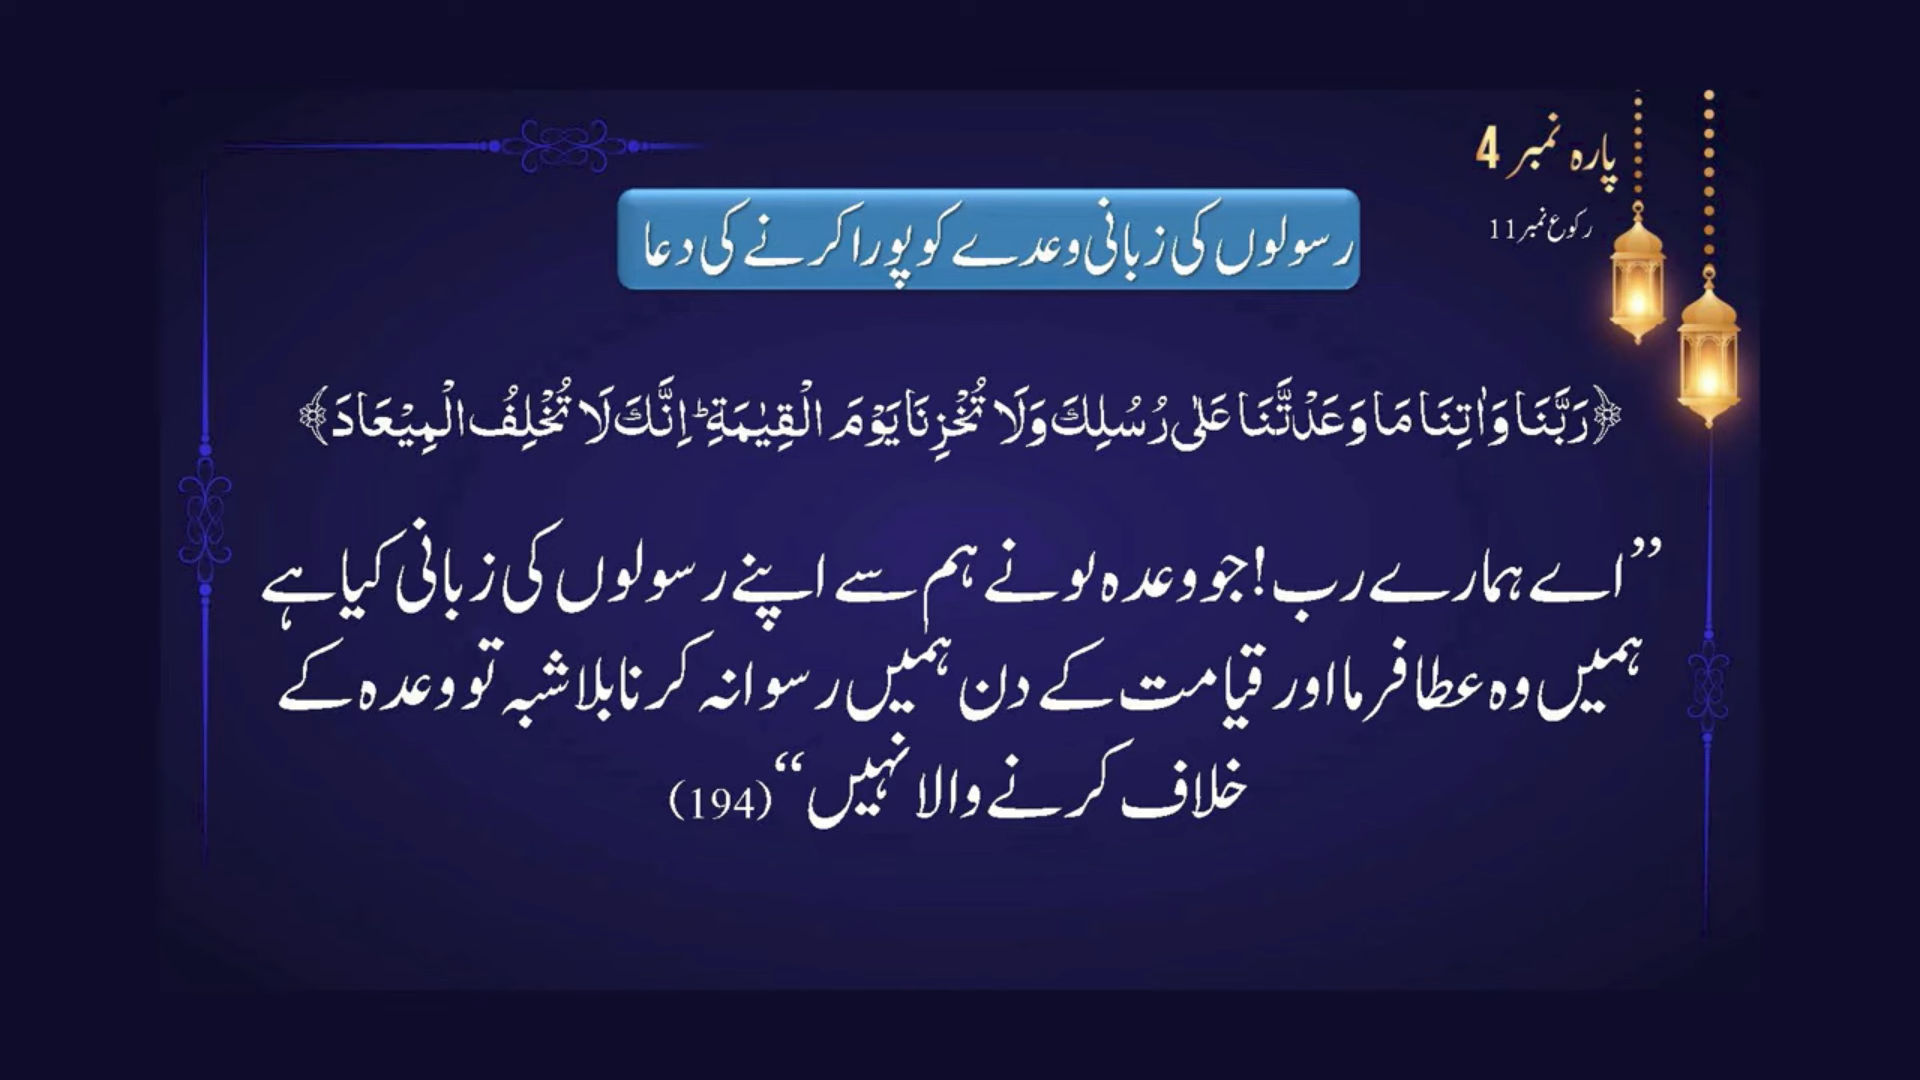 پارہ نمبر 4
رکوع نمبر 11
رسولوں کی زبانی وعدے کو پورا کرنے کی دعا
﴿رَبَّنَا وَاٰتِنَا مَا وَعَدْتَّنَا عَلٰی رُسُلِكَ وَلَا تُخْزِنَا يَوْمَ الْقِيٰمَةِ ؕ اِنَّكَ لَا تُخْلِفُ الْمِيْعَادَ﴾
”اے ہمارے رب! جو وعدہ تونے ہم سے اپنے رسولوں کی زبانی کیا ہے
ہمیں وہ عطا فرما اور قیامت کے دن ہمیں رسوا نہ کرنا بلاشبہ تو وعدہ کے
خلاف کرنے والا نہیں“ (194)